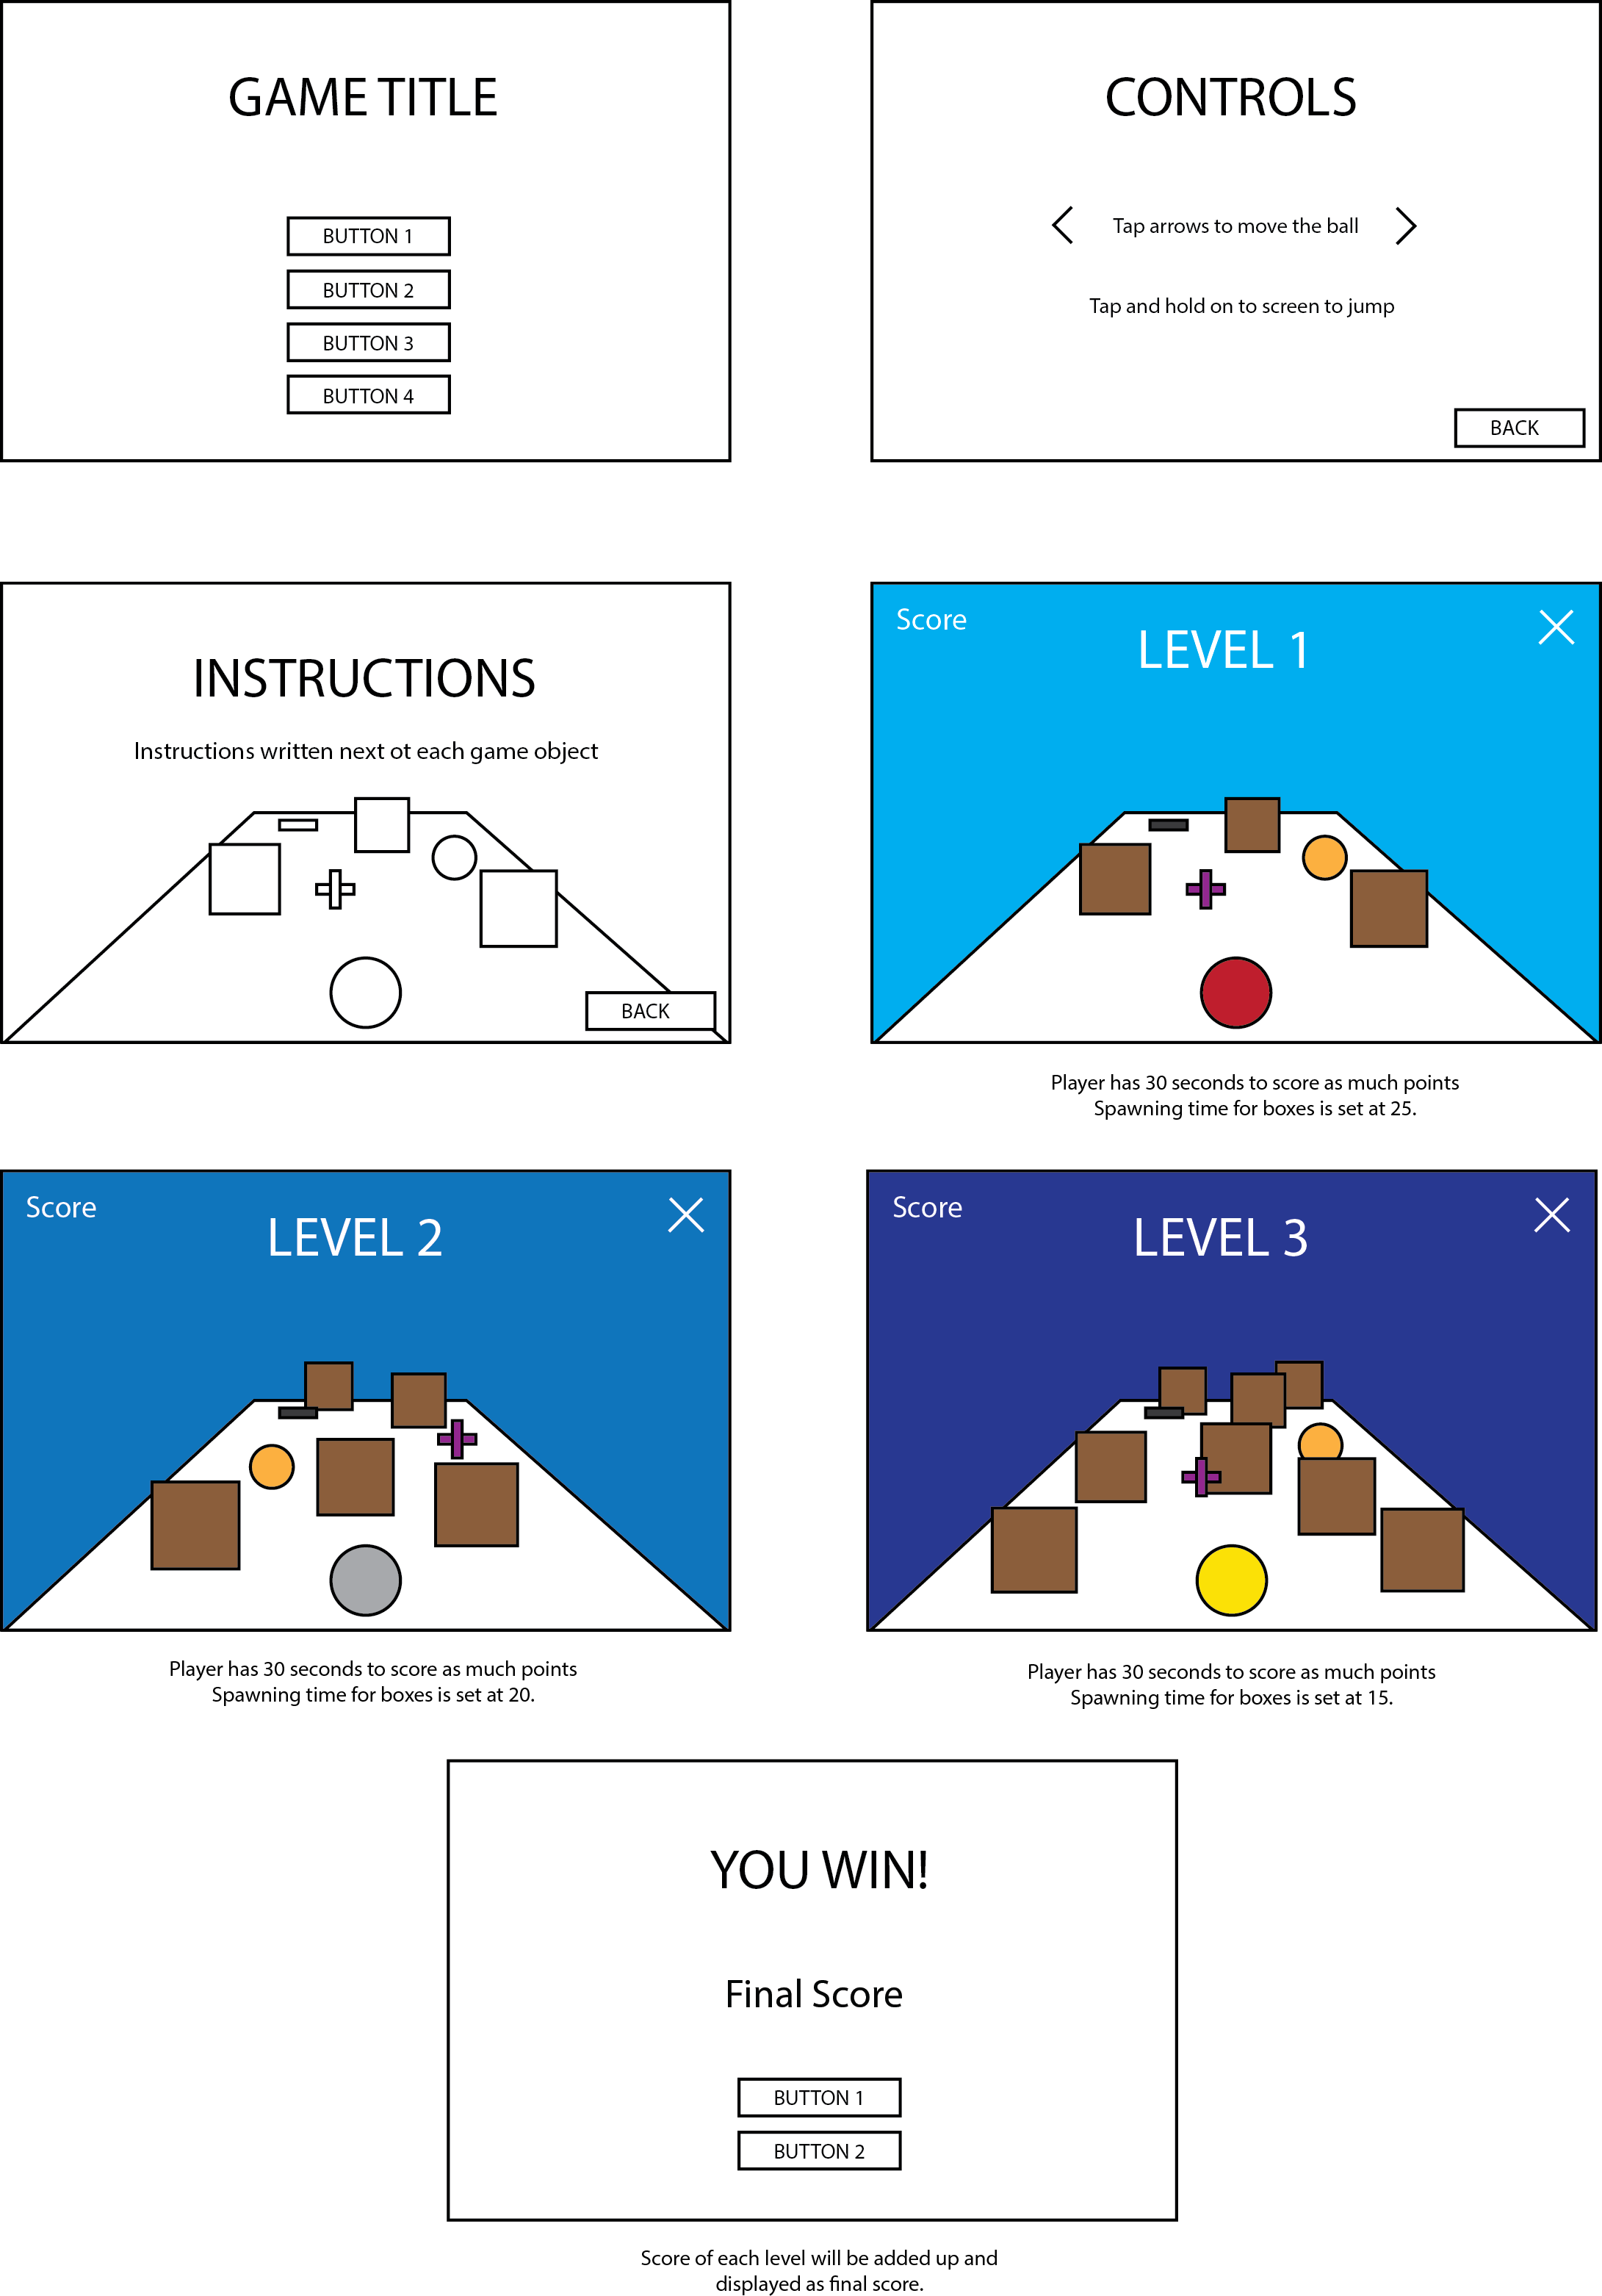 GAME TITLE
BUTTON 1
BUTTON 2
BUTTON 3
BUTTON 4
CONTROLS
Tap arrows to move the ball
Tap and hold on to screen to jump
BACK
INSTRUCTIONS
Instructions written next ot each game object
BACK
Score
LEVEL 1
Player has 30 seconds to score as much points
Spawning time for boxes is set at 25.
Score
LEVEL 2
Player has 30 seconds to score as much points
Spawning time for boxes is set at 20.
Score
LEVEL 3
Player has 30 seconds to score as much points
Spawning time for boxes is set at 15.
YOU WIN!
Final Score
BUTTON 1
BUTTON 2
Score of each level will be added up and
displayed as final score.